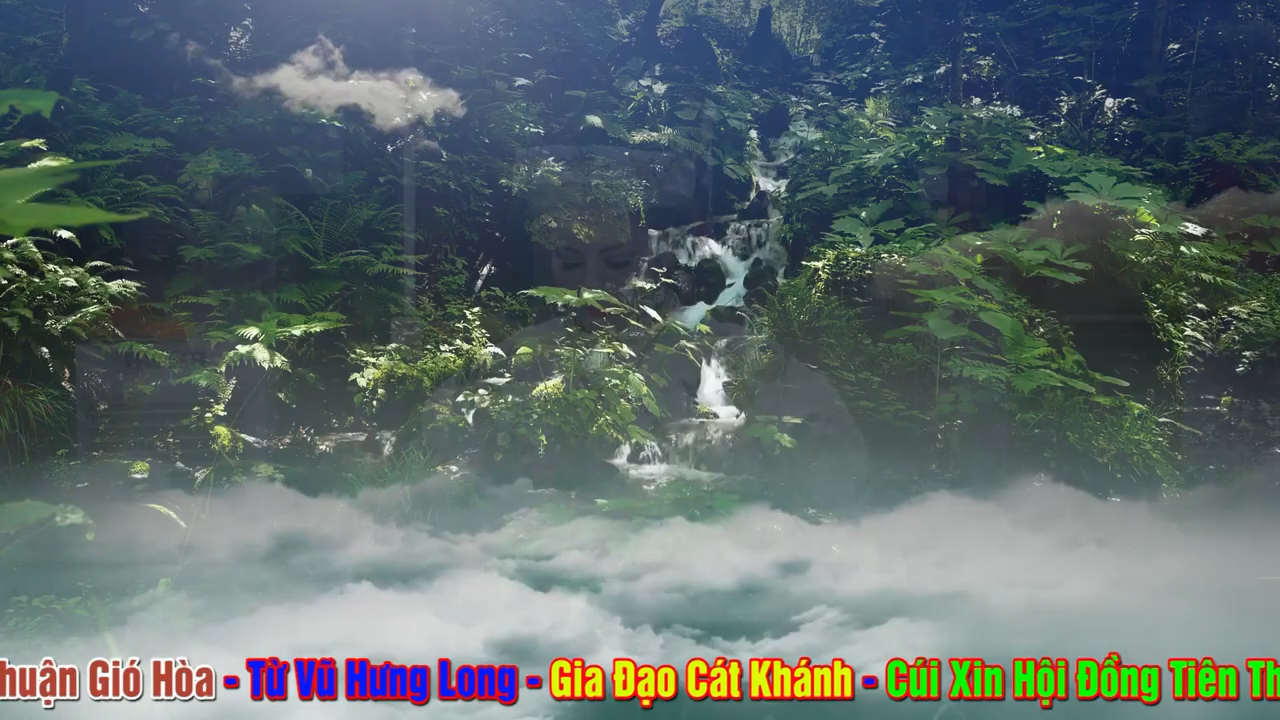 huận Gió Hòa - Từ Vũ Hưng Long - Gia Đạo Cát Khánh - Cúi Xin Hội Đồng Tiên Th